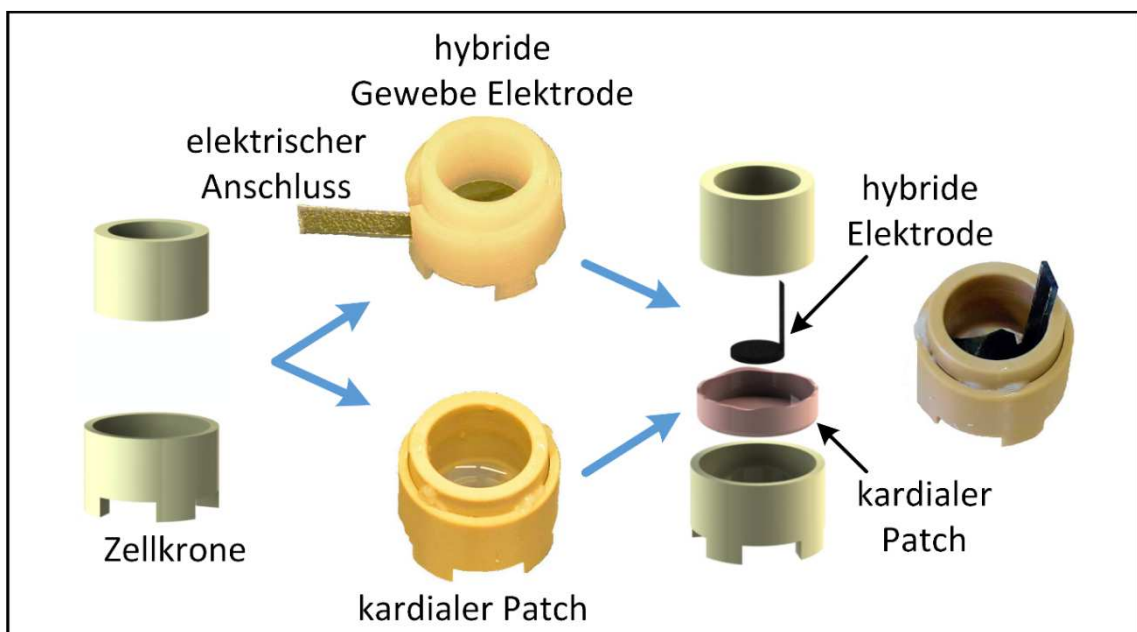 hybride
Gewebe Elektrode
elektrischer
Anschluss
hybride
Elektrode
Zellkrone
kardialer Patch
kardialer
Patch